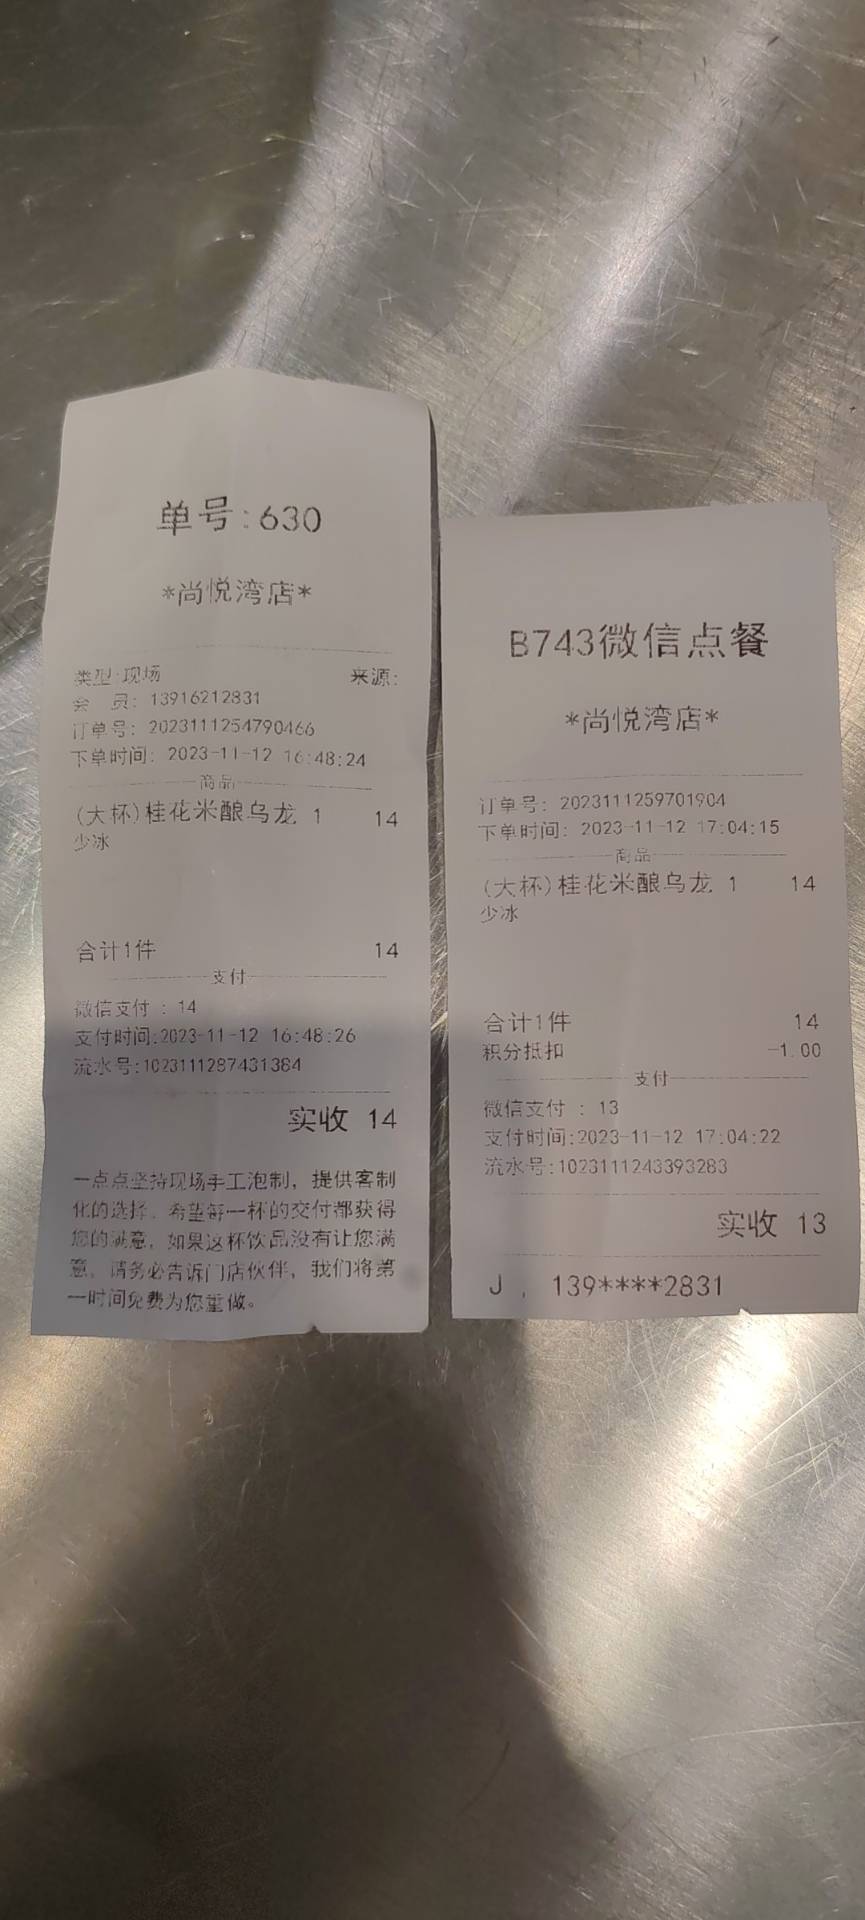 单号:630
*尚悦湾店*
类型:现场 来源:
会 员: 13916212831
订单号: 2023111254790466
下单时间: 2023-11-12 16:48:24
商品
(大杯)桂花米酿乌龙 1 14
少冰
合计1件 14
支付
微信支付 : 14
支付时间:2023-11-12 16:48:26
流水号:1023111287431384
实收 14
一点点坚持现场手工泡制，提供客制
化的选择。希望每一杯的交付都获得
您的满意，如果这杯饮品没有让您满
意，请务必告诉门店伙伴，我们将第
一时间免费为您重做。
B743微信点餐
*尚悦湾店*
订单号: 2023111259701904
下单时间: 2023-11-12 17:04:15
商品
(大杯)桂花米酿乌龙 1 14
少冰
合计1件 14
积分抵扣 -1.00
支付
微信支付 : 13
支付时间:2023-11-12 17:04:22
流水号:1023111243393283
实收 13
J , 139****2831